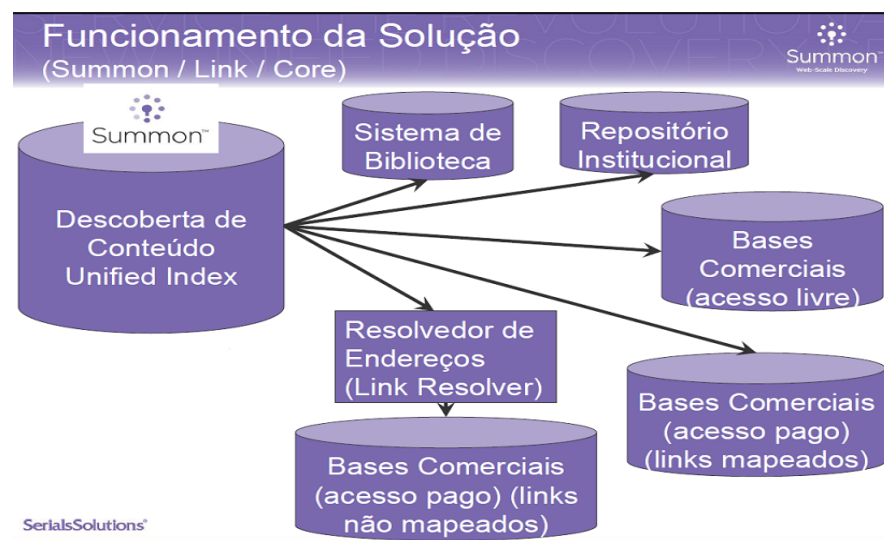 Funcionamento da Solução
(Summon / Link / Core)
Summon™
Web-Scale Discovery
Summon™
Descoberta de
Conteúdo
Unified Index
Sistema de
Biblioteca
Repositório
Institucional
Bases
Comerciais
(acesso livre)
Resolvedor de
Endereços
(Link Resolver)
Bases Comerciais
(acesso pago)
(links mapeados)
Bases Comerciais
(acesso pago) (links
não mapeados)
SerialsSolutions®